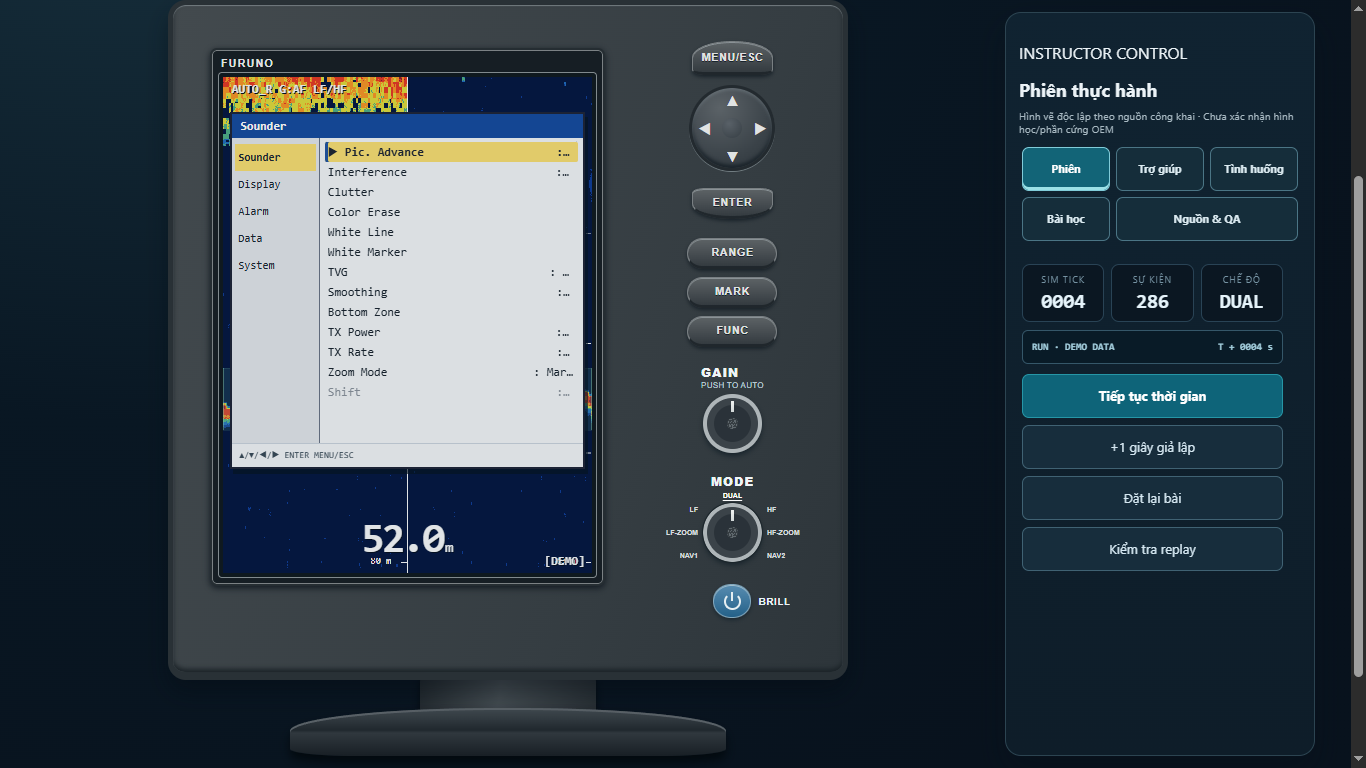 FURUNO
AUTO_R G:AF LF/HF
Sounder
Sounder
Display
Alarm
Data
System
▶ Pic. Advance :…
Interference :…
Clutter
Color Erase
White Line
White Marker
TVG : …
Smoothing :…
Bottom Zone
TX Power :…
TX Rate :…
Zoom Mode : Mar…
Shift :…
▲/▼/◀/▶ ENTER MENU/ESC
52.0m
80 m
[DEMO]
MENU/ESC
ENTER
RANGE
MARK
FUNC
GAIN
PUSH TO AUTO
MODE
DUAL
LF HF
LF-ZOOM HF-ZOOM
NAV1 NAV2
BRILL
INSTRUCTOR CONTROL
Phiên thực hành
Hình vẽ độc lập theo nguồn công khai · Chưa xác nhận hình
học/phần cứng OEM
Phiên Trợ giúp Tình huống
Bài học Nguồn & QA
SIM TICK SỰ KIỆN CHẾ ĐỘ
0004 286 DUAL
RUN · DEMO DATA T + 0004 s
Tiếp tục thời gian
+1 giây giả lập
Đặt lại bài
Kiểm tra replay